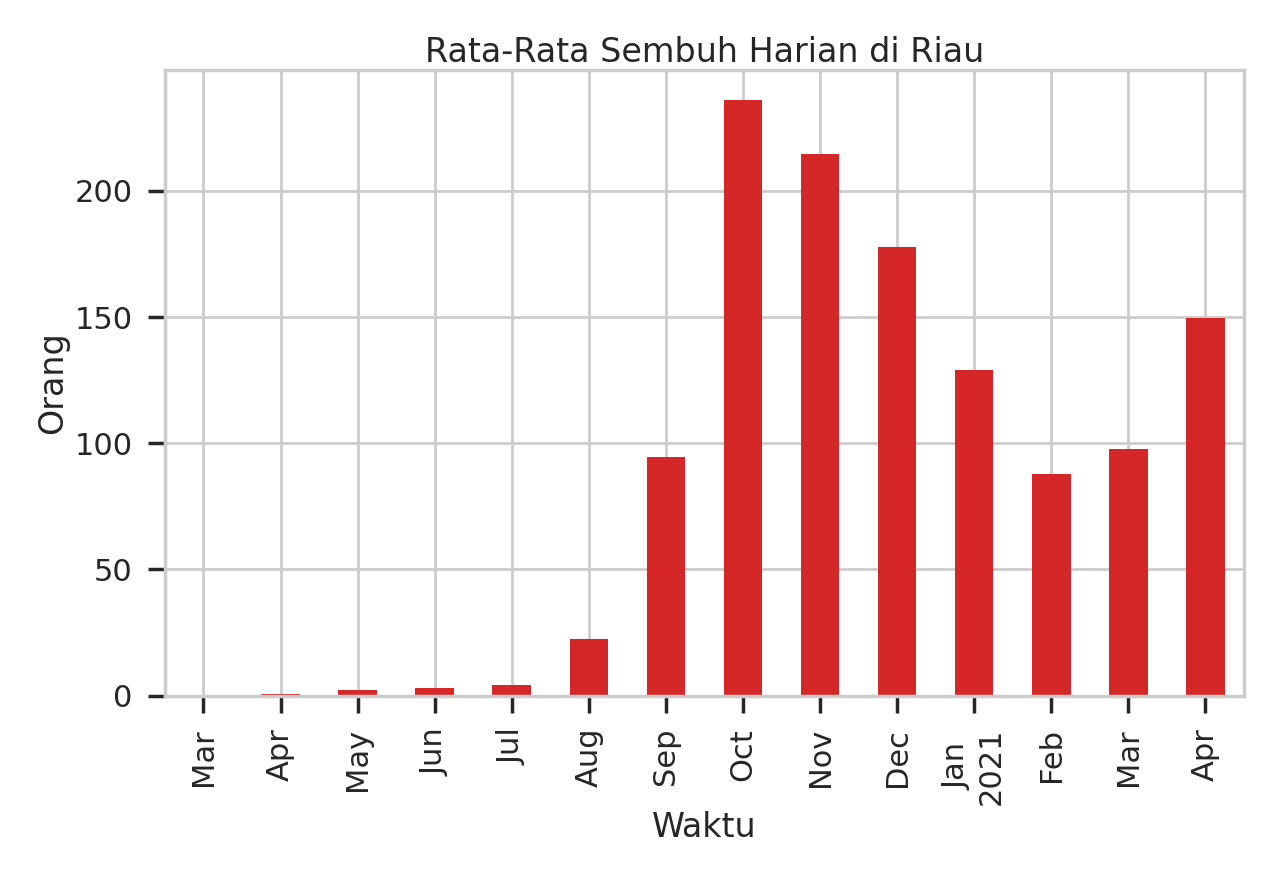 Rata-Rata Sembuh Harian di Riau
Orang
200
150
100
50
0
Mar
Apr
May
Jun
Jul
Aug
Sep
Oct
Nov
Dec
Jan
2021
Feb
Mar
Apr
Waktu